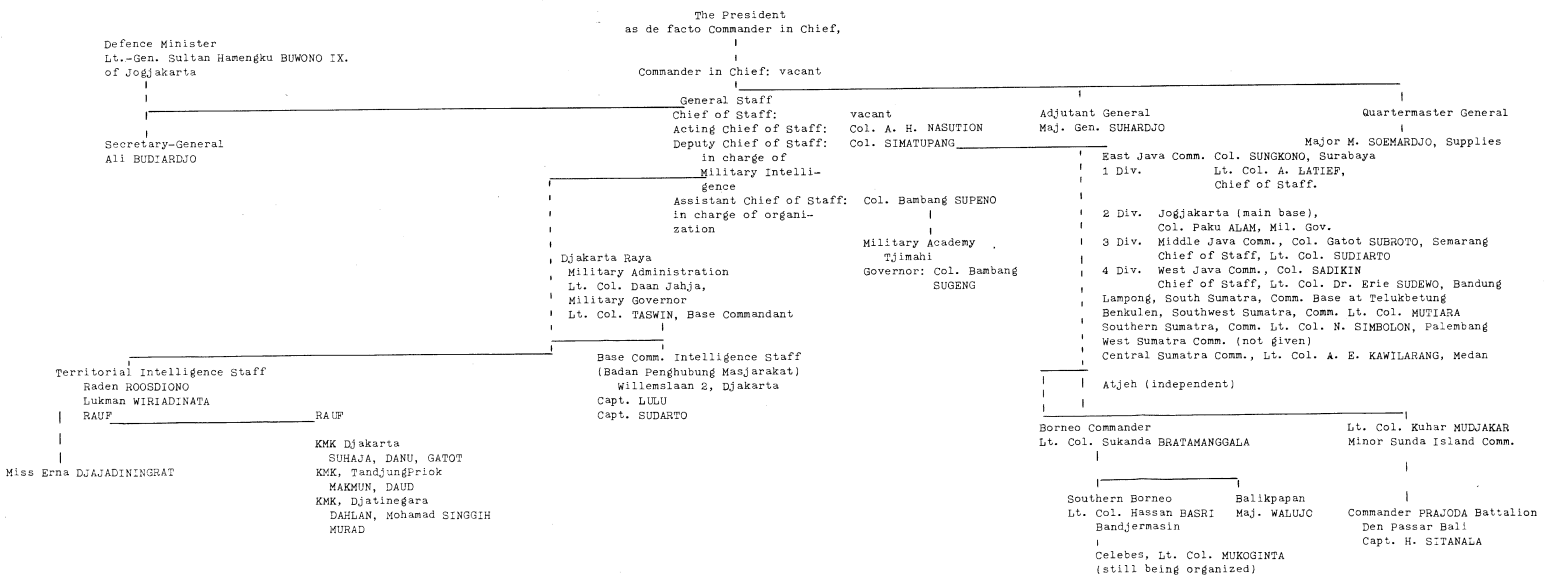 The President
as de facto Commander in Chief,
Defence Minister
Lt.-Gen. Sultan Hamengku BUWONO IX.
of Jogjakarta
Commander in Chief: vacant
General Staff
Chief of Staff: vacant
Acting Chief of Staff: Col. A. H. NASUTION
Deputy Chief of Staff: Col. SIMATUPANG
in charge of
Military Intelli-
gence
Assistant Chief of Staff: Col. Bambang SUPENO
in charge of organi-
zation
Adjutant General
Maj. Gen. SUHARDJO
Quartermaster General
Major M. SOEMARDJO, Supplies
Secretary-General
Ali BUDIARDJO
Military Academy
Tjimahi
Governor: Col. Bambang
SUGENG
East Java Comm. Col. SUNGKONO, Surabaya
1 Div. Lt. Col. A. LATIEF,
Chief of Staff.
2 Div. Jogjakarta (main base),
Col. Paku ALAM, Mil. Gov.
3 Div. Middle Java Comm., Col. Gatot SUBROTO, Semarang
Chief of Staff, Lt. Col. SUDIARTO
4 Div. West Java Comm., Col. SADIKIN
Chief of Staff, Lt. Col. Dr. Erie SUDEWO, Bandung
Lampong, South Sumatra, Comm. Base at Telukbetung
Benkulen, Southwest Sumatra, Comm. Lt. Col. MUTIARA
Southern Sumatra, Comm. Lt. Col. N. SIMBOLON, Palembang
West Sumatra Comm. (not given)
Central Sumatra Comm., Lt. Col. A. E. KAWILARANG, Medan
Atjeh (independent)
Djakarta Raya
Military Administration
Lt. Col. Daan Jahja,
Military Governor
Lt. Col. TASWIN, Base Commandant
Base Comm. Intelligence Staff
(Badan Penghubung Masjarakat)
Willemslaan 2, Djakarta
Capt. LULU
Capt. SUDARTO
Territorial Intelligence Staff
Raden ROOSDIONO
Lukman WIRIADINATA
RAUF RAUF
Miss Erna DJAJADININGRAT
KMK Djakarta
SUHAJA, DANU, GATOT
KMK, TandjungPriok
MAKMUN, DAUD
KMK, Djatinegara
DAHLAN, Mohamad SINGGIH
MURAD
Borneo Commander
Lt. Col. Sukanda BRATAMANGGALA
Lt. Col. Kuhar MUDJAKAR
Minor Sunda Island Comm.
Southern Borneo
Lt. Col. Hassan BASRI
Bandjermasin
Balikpapan
Maj. WALUJO
Celebes, Lt. Col. MUKOGINTA
(still being organized)
Commander PRAJODA Battalion
Den Passar Bali
Capt. H. SITANALA